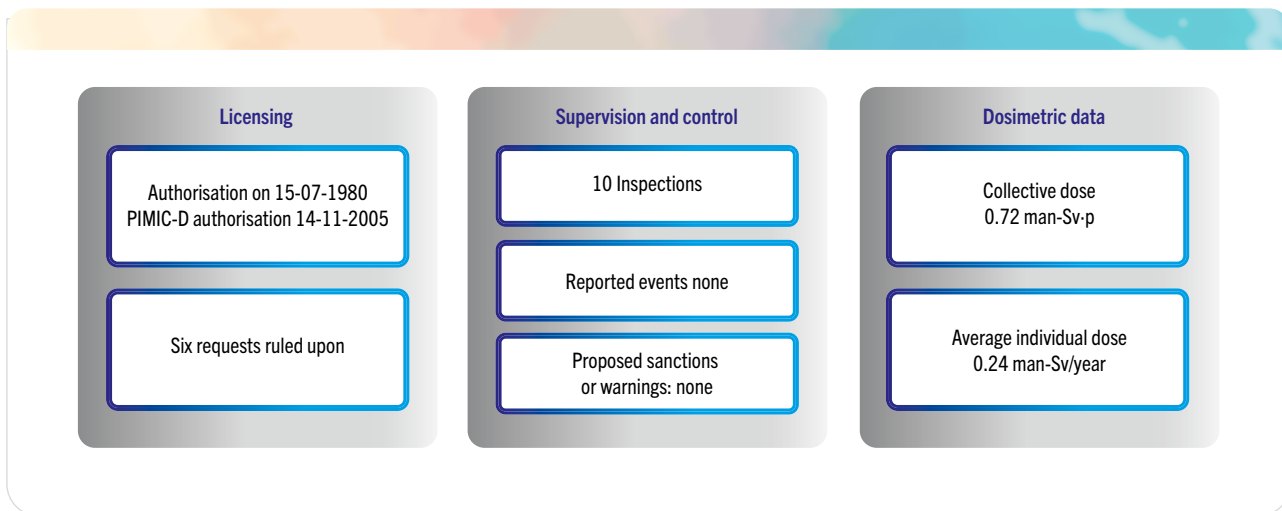 Licensing
Authorisation on 15-07-1980
PIMIC-D authorisation 14-11-2005
Six requests ruled upon
Supervision and control
10 Inspections
Reported events none
Proposed sanctions
or warnings: none
Dosimetric data
Collective dose
0.72 man-Sv·p
Average individual dose
0.24 man-Sv/year